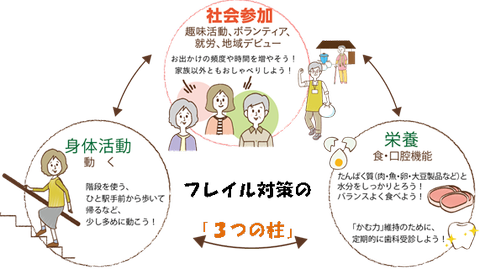 社会参加
趣味活動、ボランティア、
就労、地域デビュー
お出かけの頻度や時間を増やそう！
家族以外ともおしゃべりしよう！
身体活動
動く
階段を使う、
ひと駅手前から歩いて
帰るなど、
少し多めに動こう！
フレイル対策の
「３つの柱」
栄養
食・口腔機能
たんぱく質（肉・魚・卵・大豆製品など）と
水分をしっかりとろう！
バランスよく食べよう！
「かむ力」維持のために、
定期的に歯科受診しよう！